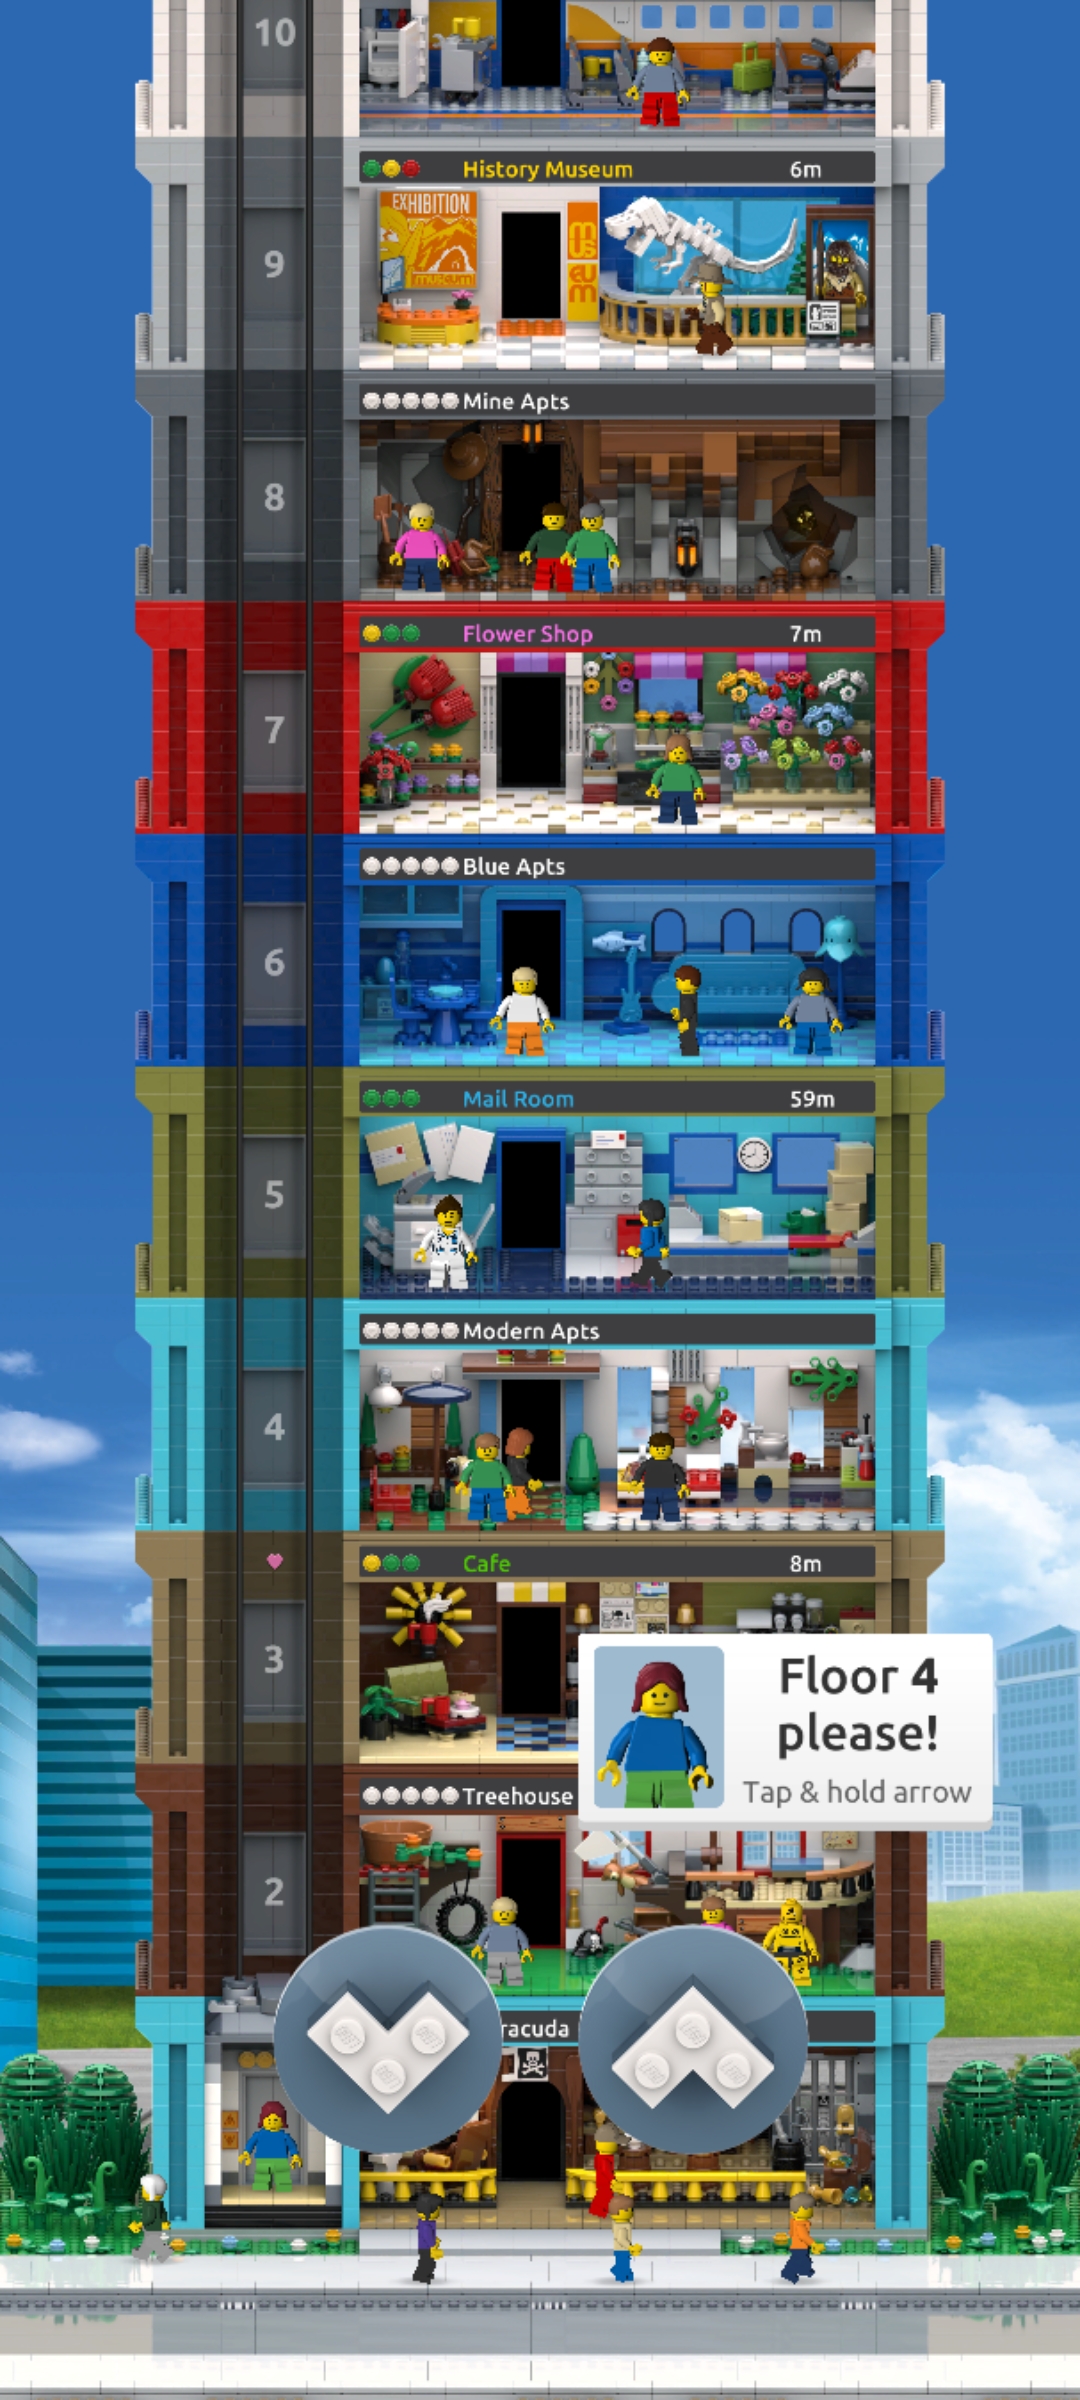 10
History Museum 6m
EXHIBITION
museum
mus
eum
9
Mine Apts
8
Flower Shop 7m
7
Blue Apts
6
Mail Room 59m
5
Modern Apts
4
Cafe 8m
3
Floor 4
please!
Tap & hold arrow
Treehouse
2
racuda